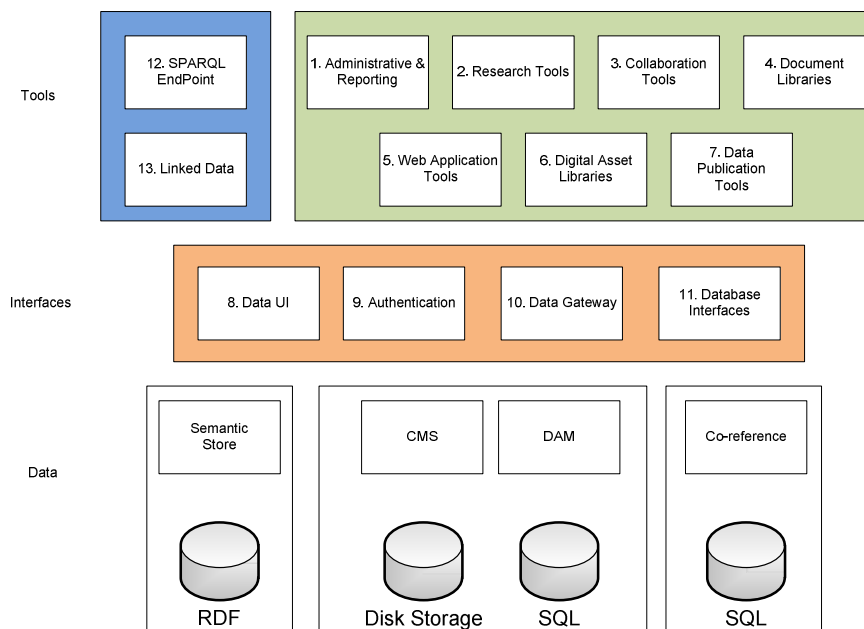 Tools
12. SPARQL
EndPoint
13. Linked Data
1. Administrative &
Reporting
2. Research Tools
3. Collaboration
Tools
4. Document
Libraries
5. Web Application
Tools
6. Digital Asset
Libraries
7. Data
Publication
Tools
Interfaces
8. Data UI
9. Authentication
10. Data Gateway
11. Database
Interfaces
Data
Semantic
Store
CMS
DAM
Co-reference
RDF
Disk Storage
SQL
SQL